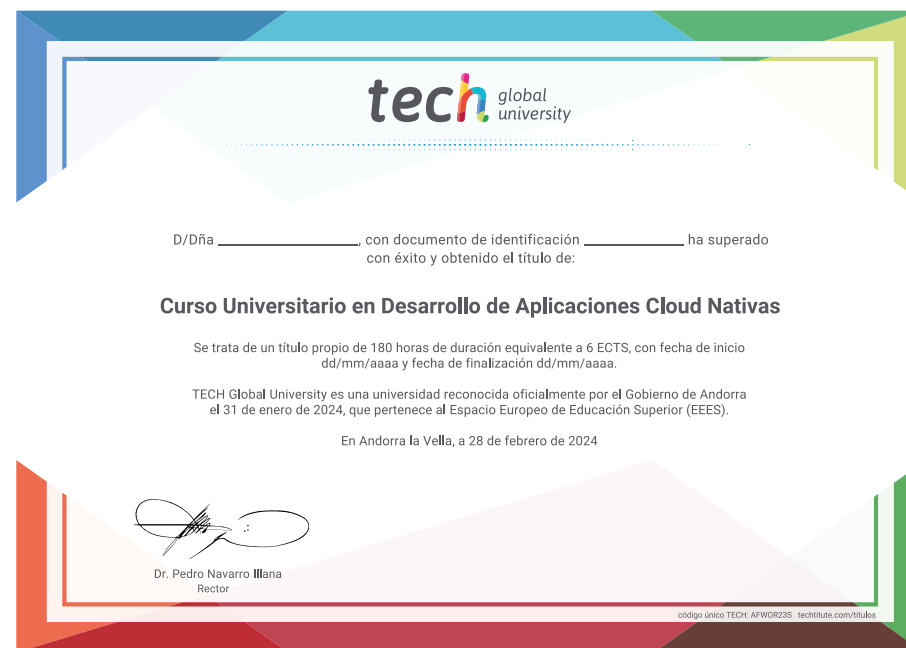 tech global
university
D/Dña ______________, con documento de identificación __________ ha superado
con éxito y obtenido el título de:
Curso Universitario en Desarrollo de Aplicaciones Cloud Nativas
Se trata de un título propio de 180 horas de duración equivalente a 6 ECTS, con fecha de inicio
dd/mm/aaaa y fecha de finalización dd/mm/aaaa.
TECH Global University es una universidad reconocida oficialmente por el Gobierno de Andorra
el 31 de enero de 2024, que pertenece al Espacio Europeo de Educación Superior (EEES).
En Andorra la Vella, a 28 de febrero de 2024
Dr. Pedro Navarro Illana
Rector
código único TECH: AFWOR23S techtitute.com/titulos